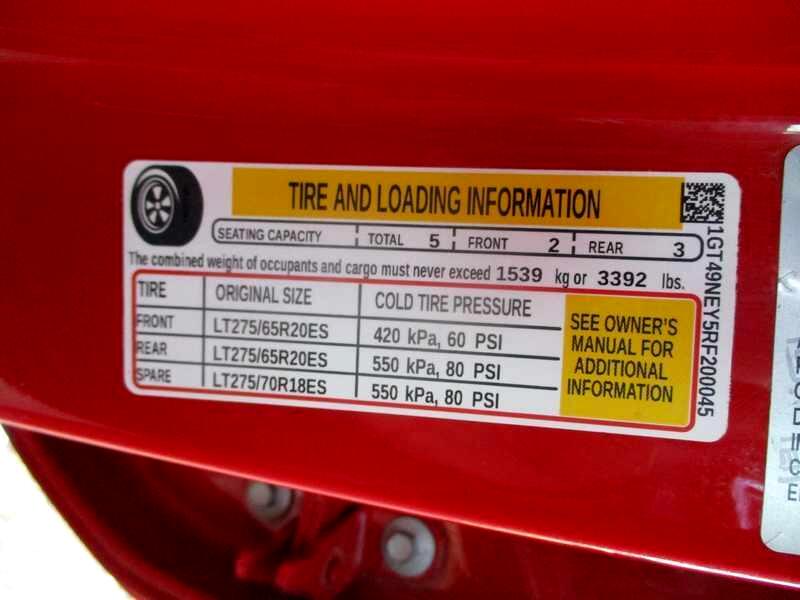 TIRE AND LOADING INFORMATION
SEATING CAPACITY TOTAL 5 FRONT 2 REAR 3
The combined weight of occupants and cargo must never exceed 1539 kg or 3392 lbs.
TIRE ORIGINAL SIZE COLD TIRE PRESSURE
FRONT LT275/65R20ES 420 kPa, 60 PSI
REAR LT275/65R20ES 550 kPa, 80 PSI
SPARE LT275/70R18ES 550 kPa, 80 PSI
SEE OWNER'S
MANUAL FOR
ADDITIONAL
INFORMATION
1GT49NEY5RF200045